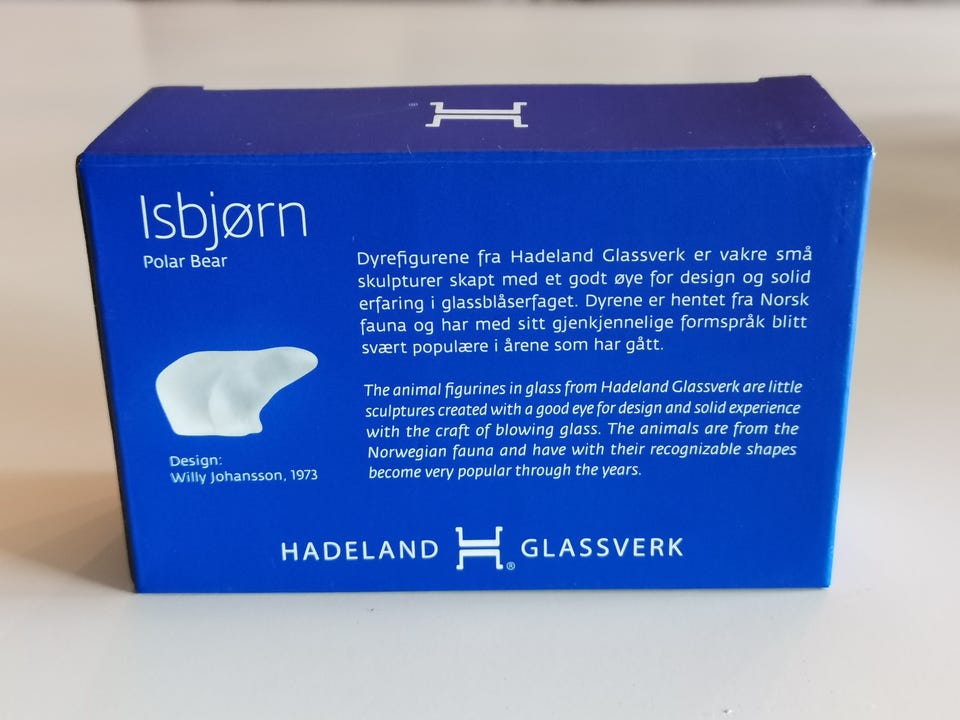 Isbjørn
Polar Bear
Dyrefigurene fra Hadeland Glassverk er vakre små
skulpturer skapt med et godt øye for design og solid
erfaring i glassblåserfaget. Dyrene er hentet fra Norsk
fauna og har med sitt gjenkjennelige formspråk blitt
svært populære i årene som har gått.
The animal figurines in glass from Hadeland Glassverk are little
sculptures created with a good eye for design and solid experience
with the craft of blowing glass. The animals are from the
Norwegian fauna and have with their recognizable shapes
become very popular through the years.
Design:
Willy Johansson, 1973
HADELAND H® GLASSVERK